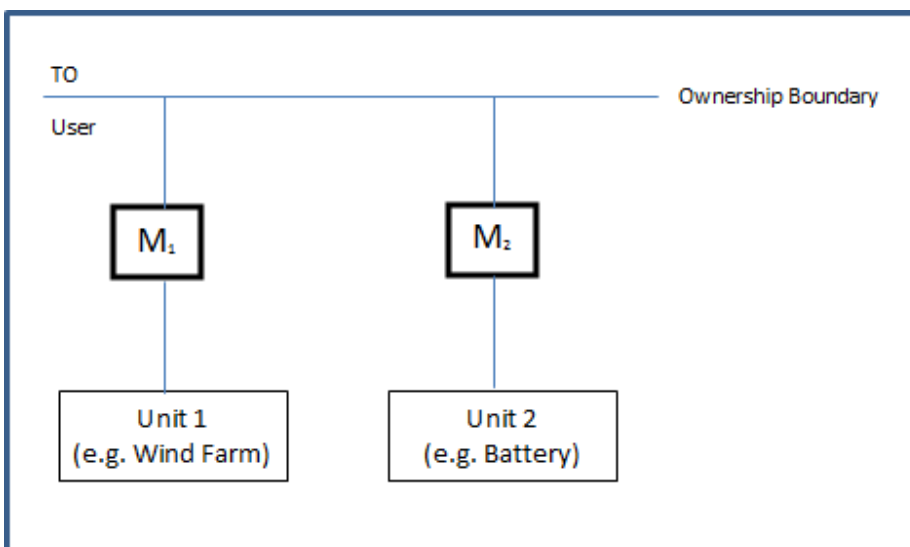 TO
Ownership Boundary
User
M₁
M₂
Unit 1
(e.g. Wind Farm)
Unit 2
(e.g. Battery)